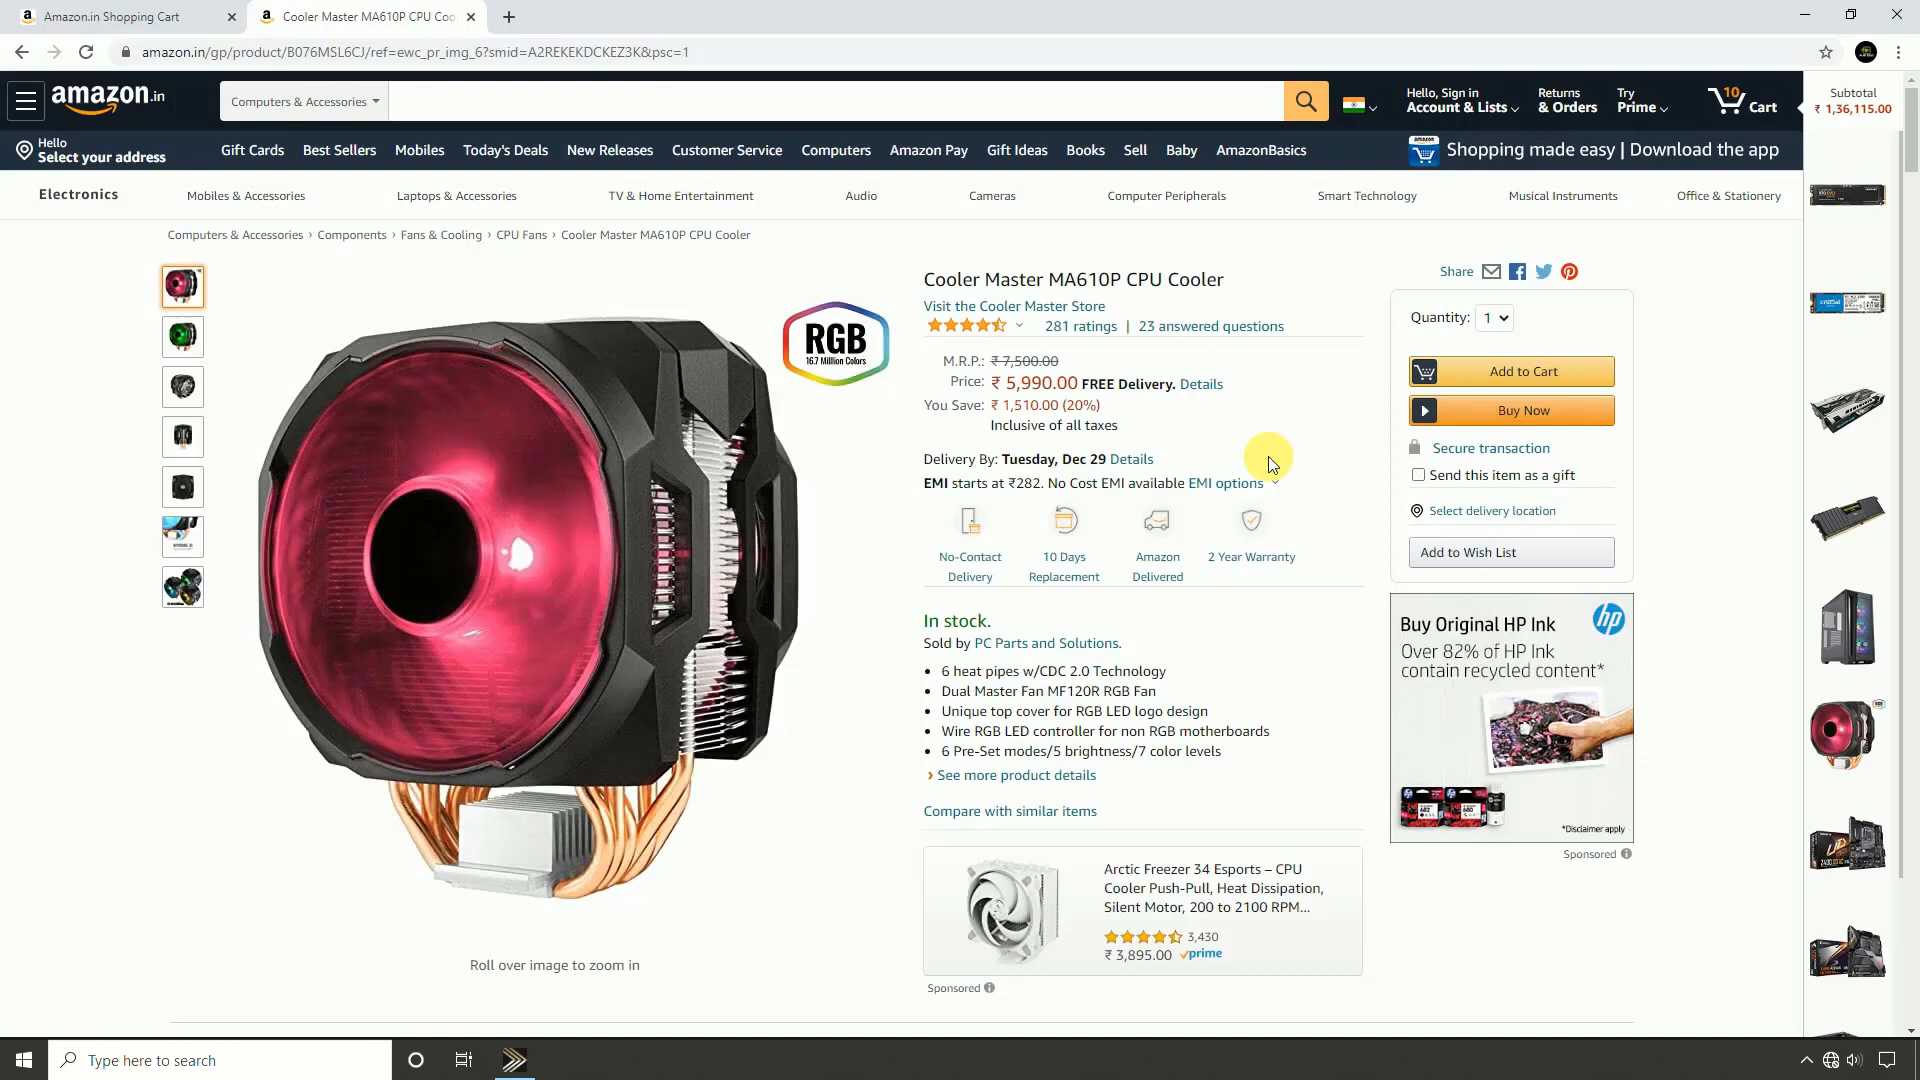 Amazon.in Shopping Cart
Cooler Master MA610P CPU Coo
amazon.in/gp/product/B076MSL6CJ/ref=ewc_pr_img_6?smid=A2REKEKDCKEZ3K&psc=1
amazon.in
Computers & Accessories
Hello, Sign in
Account & Lists
Returns
& Orders
Try
Prime
10
Cart
Subtotal
₹ 1,36,115.00
Hello
Select your address
Gift Cards Best Sellers Mobiles Today's Deals New Releases Customer Service Computers Amazon Pay Gift Ideas Books Sell Baby AmazonBasics
Shopping made easy | Download the app
Electronics Mobiles & Accessories Laptops & Accessories TV & Home Entertainment Audio Cameras Computer Peripherals Smart Technology Musical Instruments Office & Stationery
Computers & Accessories › Components › Fans & Cooling › CPU Fans › Cooler Master MA610P CPU Cooler
RGB
16.7 Million Colors
Roll over image to zoom in
Cooler Master MA610P CPU Cooler
Visit the Cooler Master Store
281 ratings | 23 answered questions
M.R.P.: ₹ 7,500.00
Price: ₹ 5,990.00 FREE Delivery. Details
You Save: ₹ 1,510.00 (20%)
Inclusive of all taxes
Delivery By: Tuesday, Dec 29 Details
EMI starts at ₹282. No Cost EMI available EMI options
No-Contact
Delivery
10 Days
Replacement
Amazon
Delivered
2 Year Warranty
In stock.
Sold by PC Parts and Solutions.
• 6 heat pipes w/CDC 2.0 Technology
• Dual Master Fan MF120R RGB Fan
• Unique top cover for RGB LED logo design
• Wire RGB LED controller for non RGB motherboards
• 6 Pre-Set modes/5 brightness/7 color levels
› See more product details
Compare with similar items
Arctic Freezer 34 Esports – CPU
Cooler Push-Pull, Heat Dissipation,
Silent Motor, 200 to 2100 RPM...
3,430
₹ 3,895.00 prime
Sponsored
Share
Quantity: 1
Add to Cart
Buy Now
Secure transaction
Send this item as a gift
Select delivery location
Add to Wish List
Buy Original HP Ink
hp
Over 82% of HP Ink
contain recycled content*
*Disclaimer apply
Sponsored
Type here to search